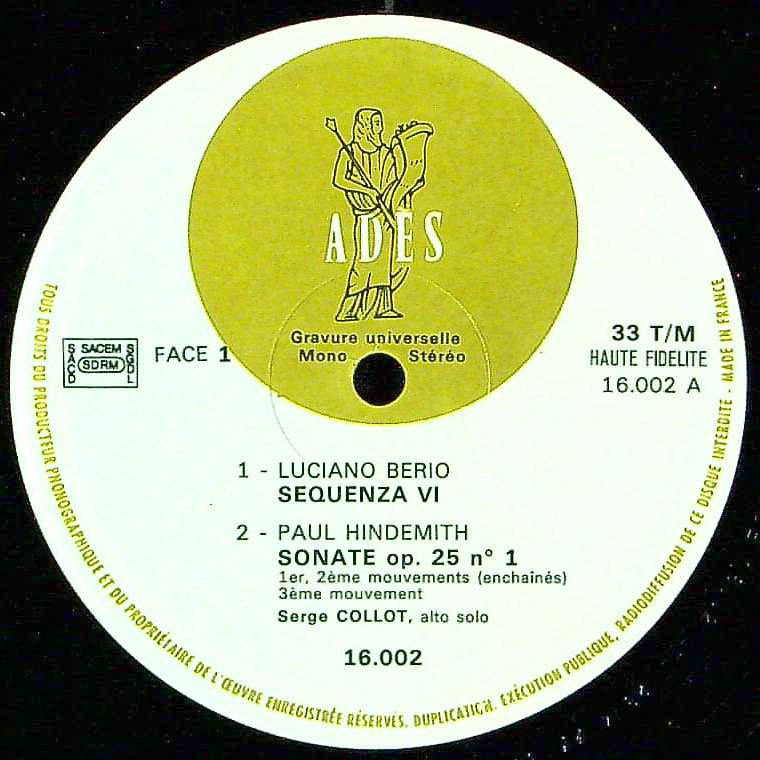 ADES
Gravure universelle
Mono Stéréo
SACEM
SDRM
SACD
SGDL
FACE 1
33 T/M
HAUTE FIDELITE
16.002 A
1 - LUCIANO BERIO
SEQUENZA VI
2 - PAUL HINDEMITH
SONATE op. 25 n° 1
1er, 2ème mouvements (enchaînés)
3ème mouvement
Serge COLLOT, alto solo
16.002
TOUS DROITS DU PRODUCTEUR PHONOGRAPHIQUE ET DU PROPRIÉTAIRE DE L'ŒUVRE ENREGISTRÉE RÉSERVÉS. DUPLICATION. EXÉCUTION PUBLIQUE, RADIODIFFUSION DE CE DISQUE INTERDITE - MADE IN FRANCE